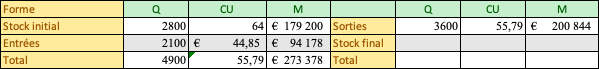 Forme Q CU M Q CU M
Stock initial 2800 64 € 179 200 Sorties 3600 55,79 € 200 844
Entrées 2100 € 44,85 € 94 178 Stock final
Total 4900 55,79 € 273 378 Total